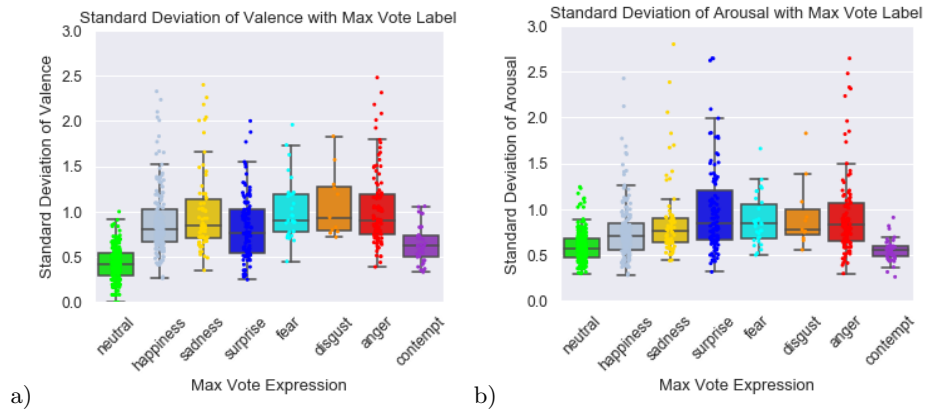 Standard Deviation of Valence with Max Vote Label
Standard Deviation of Valence
3.0
2.5
2.0
1.5
1.0
0.5
0.0
neutral
happiness
sadness
surprise
fear
disgust
anger
contempt
Max Vote Expression
a)
Standard Deviation of Arousal with Max Vote Label
Standard Deviation of Arousal
3.0
2.5
2.0
1.5
1.0
0.5
0.0
neutral
happiness
sadness
surprise
fear
disgust
anger
contempt
Max Vote Expression
b)